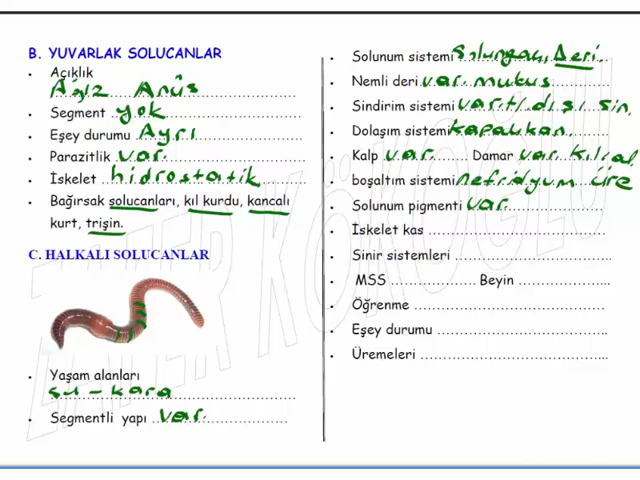 B. YUVARLAK SOLUCANLAR
• Açıklık
Ağız Anüs
• Segment yok
• Eşey durumu Ayrı
• Parazitlik var.
• İskelet hidrostatik
• Bağırsak solucanları, kıl kurdu, kancalı
kurt, trişin.
C. HALKALI SOLUCANLAR
• Yaşam alanları
su - kara
• Segmentli yapı var.
• Solunum sistemi Solungaç, Deri.
• Nemli deri var. mukus
• Sindirim sistemi var. H. dışı sin.
• Dolaşım sistemi kapalı kan.
• Kalp var. Damar var. kılcal
• boşaltım sistemi nefridyum üre
• Solunum pigmenti var.
• İskelet kas ……………………
• Sinir sistemleri ……………………
• MSS ……………… Beyin ………………
• Öğrenme ……………………
• Eşey durumu ……………………
• Üremeleri ……………………